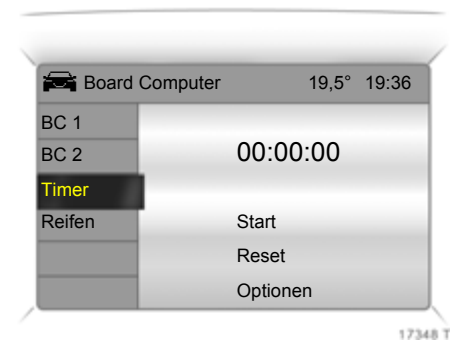 Board Computer 19,5° 19:36
BC 1
BC 2
00:00:00
Timer
Reifen
Start
Reset
Optionen
17348 T